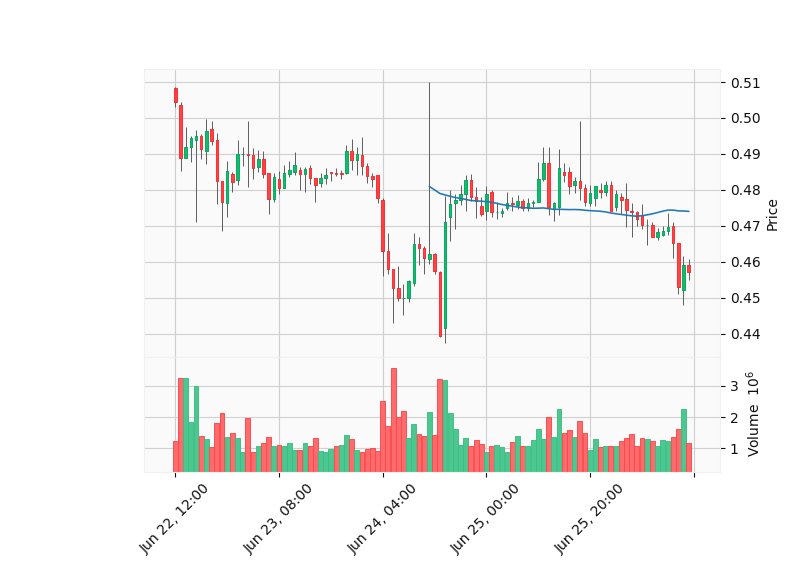 0.51
0.50
0.49
0.48
0.47
0.46
0.45
0.44
Price
3
2
1
Volume 10⁶
Jun 22, 12:00
Jun 23, 08:00
Jun 24, 04:00
Jun 25, 00:00
Jun 25, 20:00